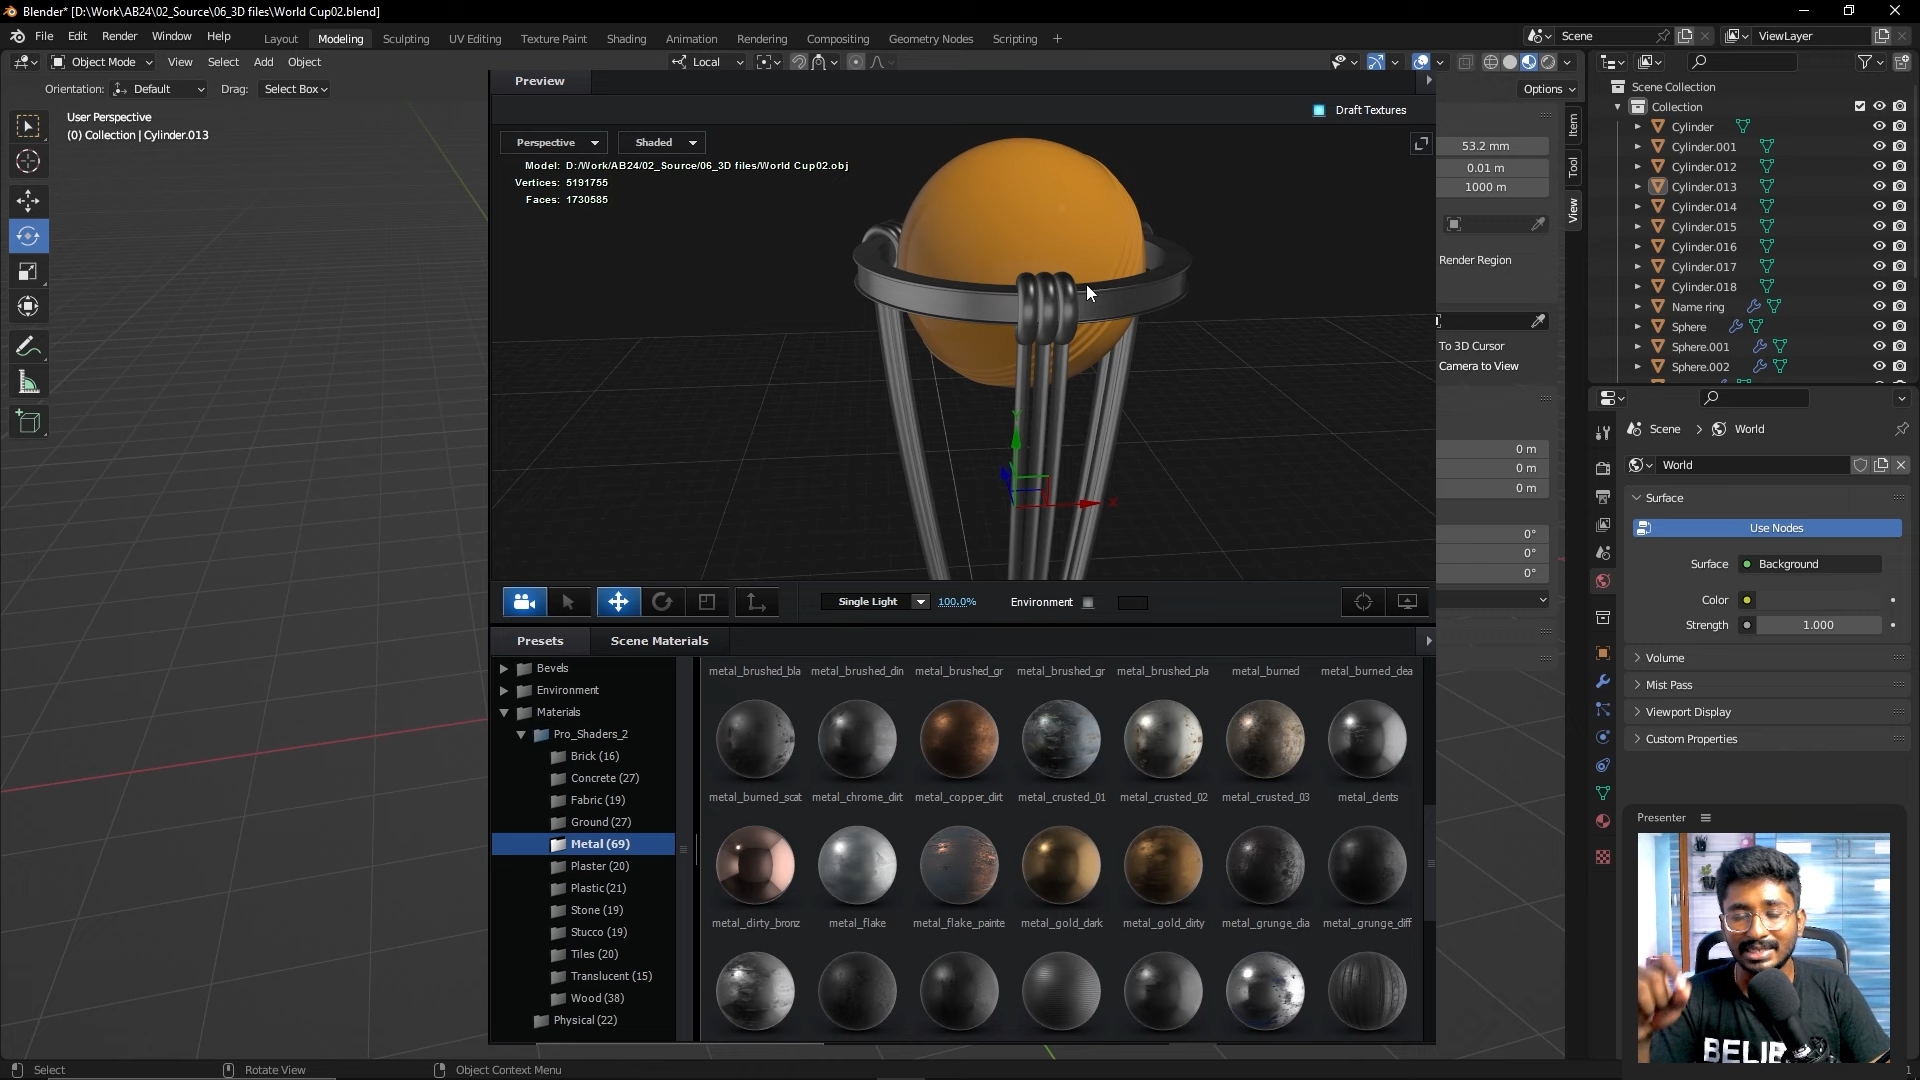 Blender* [D:\Work\AB24\02_Source\06_3D files\World Cup02.blend]
File Edit Render Window Help
Layout Modeling Sculpting UV Editing Texture Paint Shading Animation Rendering Compositing Geometry Nodes Scripting +
Scene
ViewLayer
Object Mode View Select Add Object
Local
Orientation: Default Drag: Select Box
Options
User Perspective
(0) Collection | Cylinder.013
Preview
Draft Textures
Perspective Shaded
Model: D:/Work/AB24/02_Source/06_3D files/World Cup02.obj
Vertices: 5191755
Faces: 1730585
Y
X
Single Light 100.0% Environment
Presets Scene Materials
Bevels
Environment
Materials
Pro_Shaders_2
Brick (16)
Concrete (27)
Fabric (19)
Ground (27)
Metal (69)
Plaster (20)
Plastic (21)
Stone (19)
Stucco (19)
Tiles (20)
Translucent (15)
Wood (38)
Physical (22)
metal_brushed_bla metal_brushed_din metal_brushed_gr metal_brushed_gr metal_brushed_pla metal_burned metal_burned_dea
metal_burned_scat metal_chrome_dirt metal_copper_dirt metal_crusted_01 metal_crusted_02 metal_crusted_03 metal_dents
metal_dirty_bronz metal_flake metal_flake_painte metal_gold_dark metal_gold_dirty metal_grunge_dia metal_grunge_diff
53.2 mm
0.01 m
1000 m
Item
Tool
View
Render Region
To 3D Cursor
Camera to View
0 m
0 m
0 m
0°
0°
0°
Scene Collection
Collection
Cylinder
Cylinder.001
Cylinder.012
Cylinder.013
Cylinder.014
Cylinder.015
Cylinder.016
Cylinder.017
Cylinder.018
Name ring
Sphere
Sphere.001
Sphere.002
Scene > World
World
Surface
Use Nodes
Surface Background
Color
Strength 1.000
Volume
Mist Pass
Viewport Display
Custom Properties
Presenter
BELIE
Select Rotate View Object Context Menu